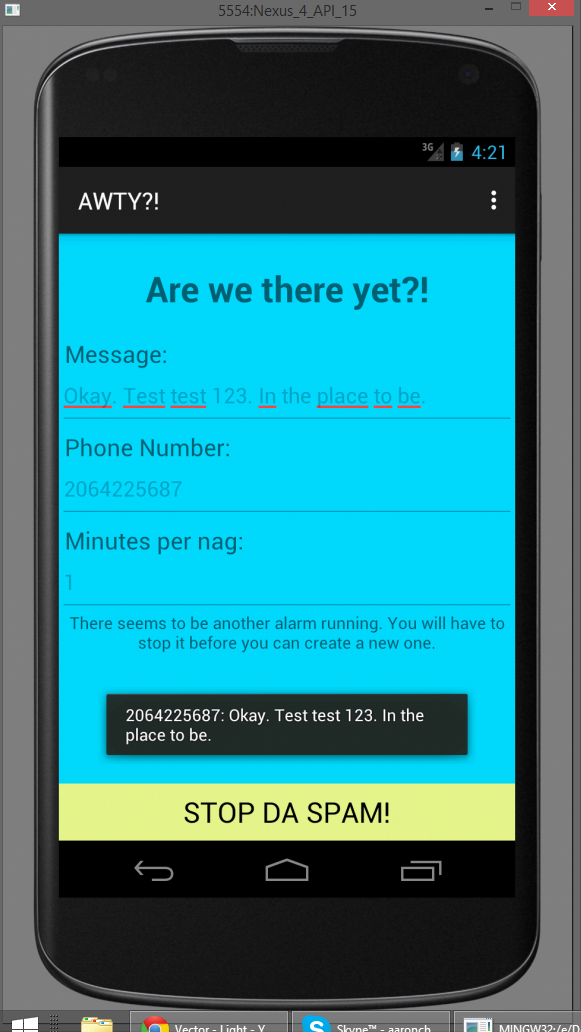 5554:Nexus_4_API_15
3G 4:21
AWTY?!
Are we there yet?!
Message:
Okay. Test test 123. In the place to be.
Phone Number:
2064225687
Minutes per nag:
1
There seems to be another alarm running. You will have to
stop it before you can create a new one.
2064225687: Okay. Test test 123. In the
place to be.
STOP DA SPAM!
Vector - Light - Y
Skype™ - aaronch
MINGW32:/e/D